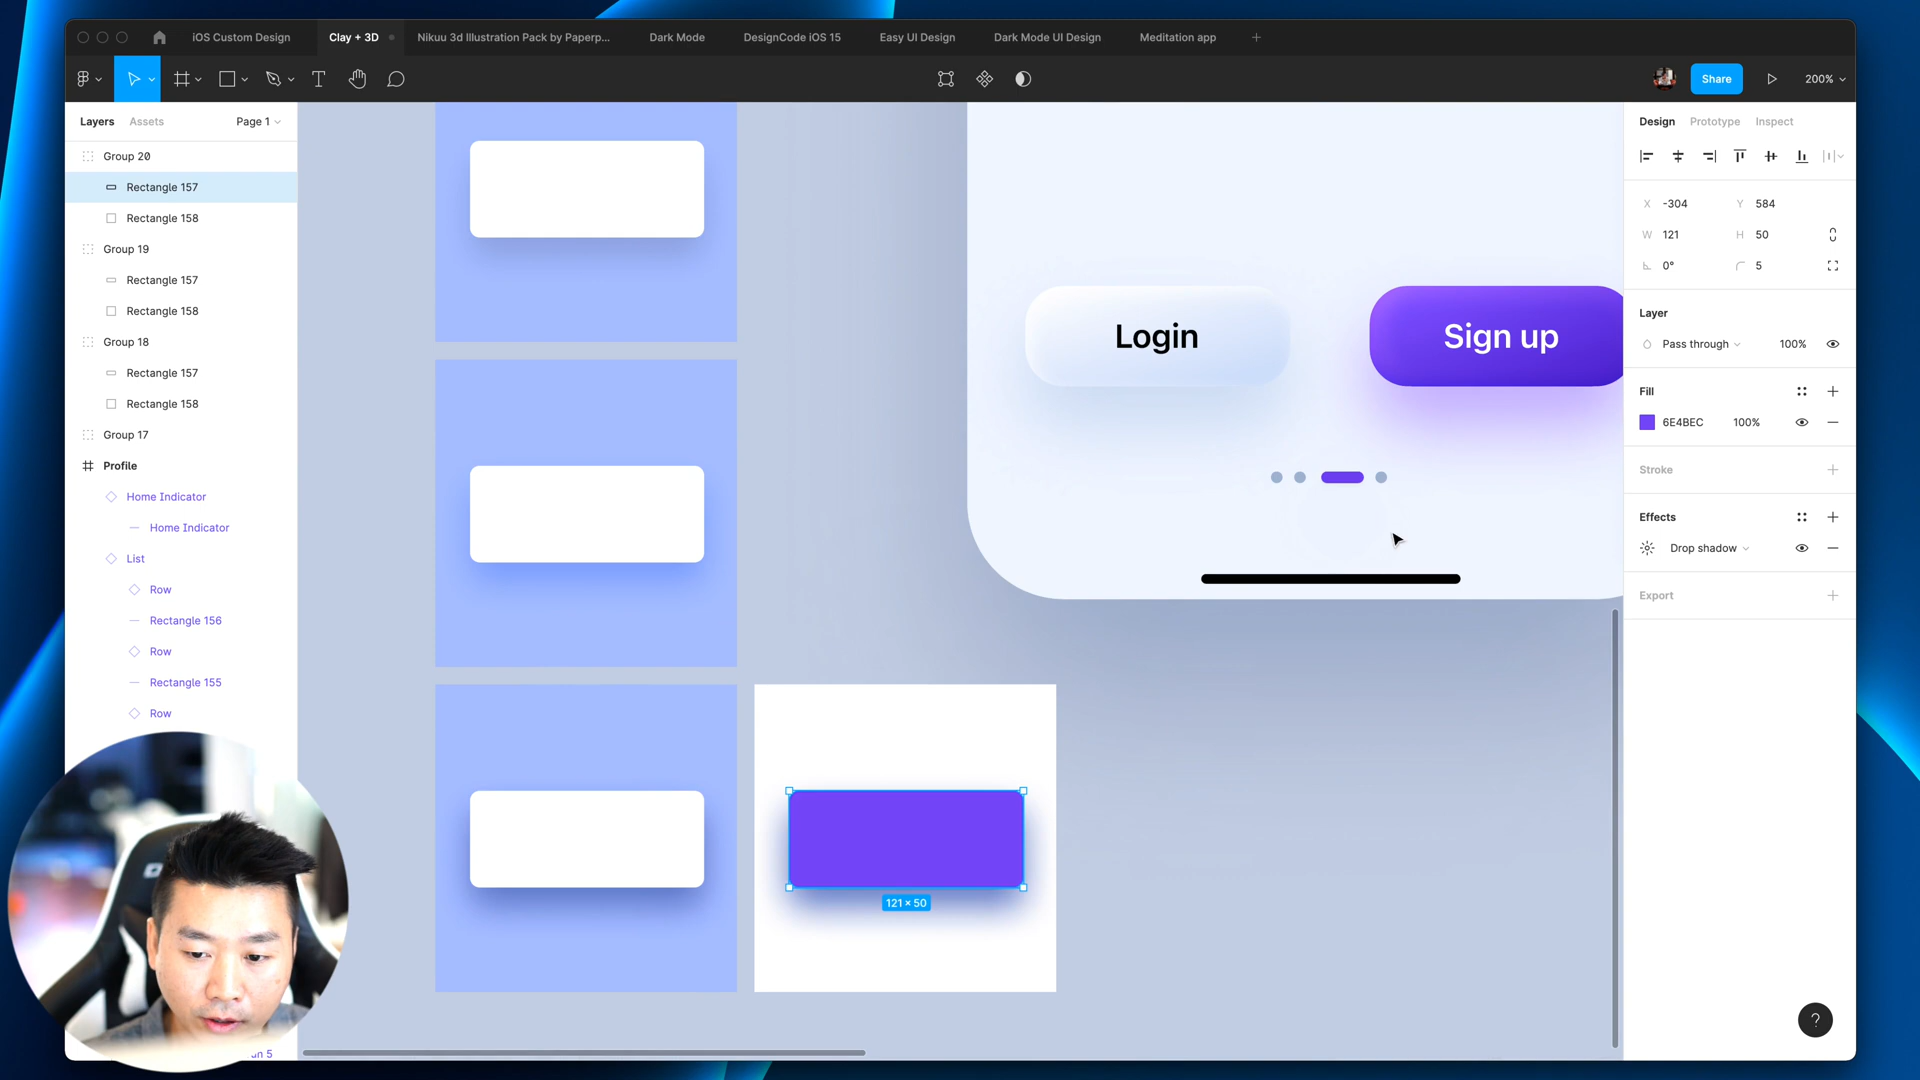 iOS Custom Design
Clay + 3D
Nikuu 3d Illustration Pack by Paperp...
Dark Mode
DesignCode iOS 15
Easy UI Design
Dark Mode UI Design
Meditation app
Share
200%
Layers
Assets
Page 1
Group 20
Rectangle 157
Rectangle 158
Group 19
Rectangle 157
Rectangle 158
Group 18
Rectangle 157
Rectangle 158
Group 17
Profile
Home Indicator
Home Indicator
List
Row
Rectangle 156
Row
Rectangle 155
Row
Login
Sign up
121 × 50
Design
Prototype
Inspect
X -304
Y 584
W 121
H 50
0°
5
Layer
Pass through
100%
Fill
6E4BEC
100%
Stroke
Effects
Drop shadow
Export
?